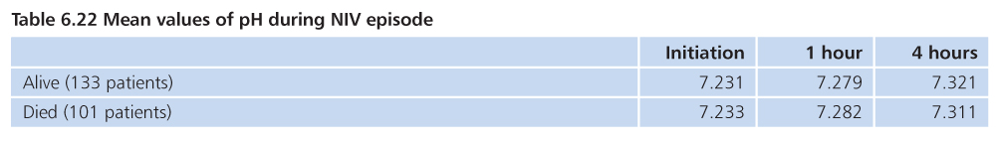 Table 6.22 Mean values of pH during NIV episode
Initiation 1 hour 4 hours
Alive (133 patients) 7.231 7.279 7.321
Died (101 patients) 7.233 7.282 7.311